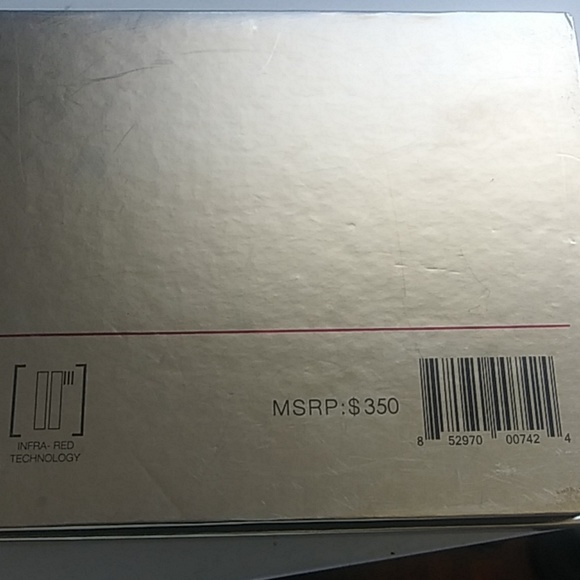 MSRP:$350
8 52970 00742 4
INFRA-RED
TECHNOLOGY